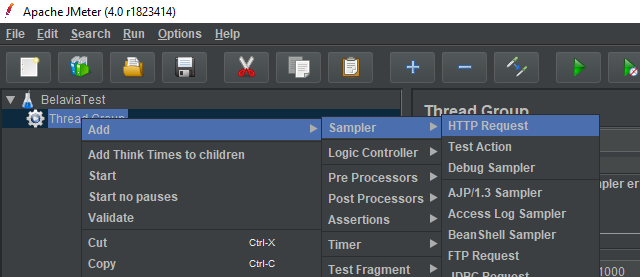 Apache JMeter (4.0 r1823414)
File Edit Search Run Options Help
BelaviaTest
Thread Group
Thread Group
Add
Add Think Times to children
Start
Start no pauses
Validate
Cut Ctrl-X
Copy Ctrl-C
Sampler
Logic Controller
Pre Processors
Post Processors
Assertions
Timer
Test Fragment
HTTP Request
Test Action
Debug Sampler
AJP/1.3 Sampler
Access Log Sampler
BeanShell Sampler
FTP Request
JDBC Request
ampler er
1000